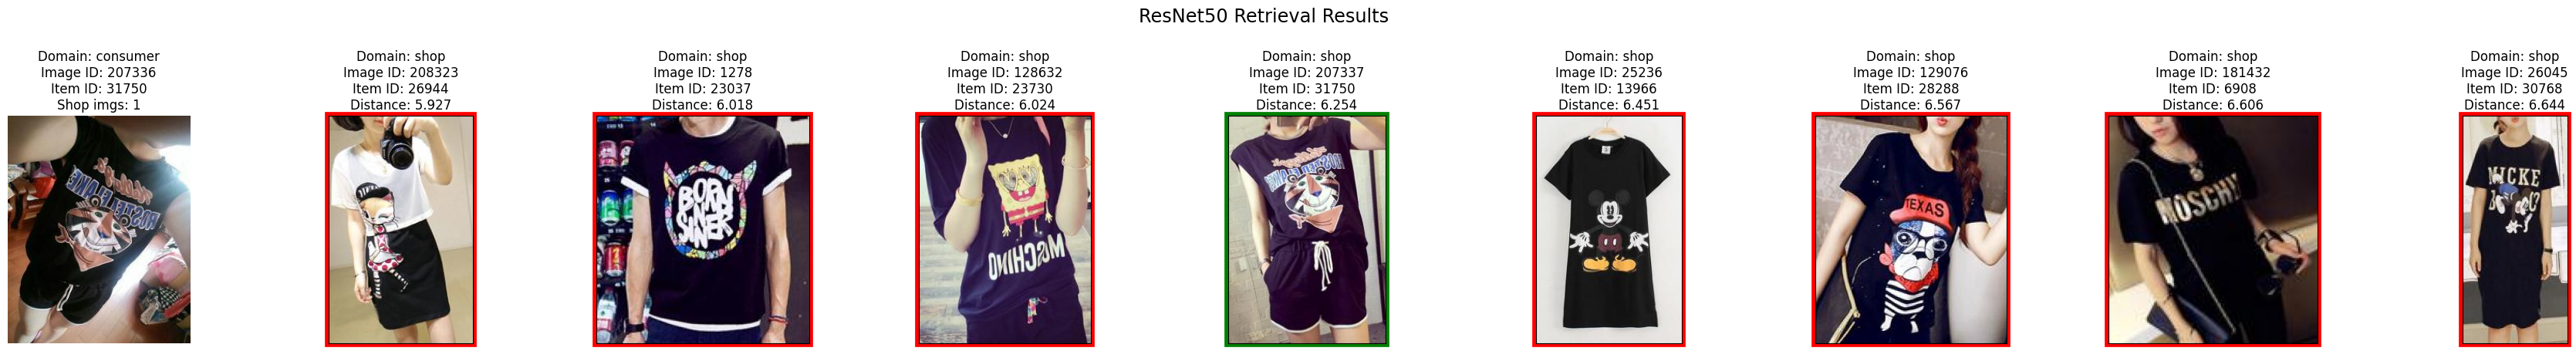 ResNet50 Retrieval Results
Domain: consumer
Image ID: 207336
Item ID: 31750
Shop imgs: 1
Domain: shop
Image ID: 208323
Item ID: 26944
Distance: 5.927
Domain: shop
Image ID: 1278
Item ID: 23037
Distance: 6.018
BORN
SINER
Domain: shop
Image ID: 128632
Item ID: 23730
Distance: 6.024
MOSCHINO
Domain: shop
Image ID: 207337
Item ID: 31750
Distance: 6.254
Domain: shop
Image ID: 25236
Item ID: 13966
Distance: 6.451
Domain: shop
Image ID: 129076
Item ID: 28288
Distance: 6.567
TEXAS
Domain: shop
Image ID: 181432
Item ID: 6908
Distance: 6.606
MOSCHI
Domain: shop
Image ID: 26045
Item ID: 30768
Distance: 6.644
MICKE